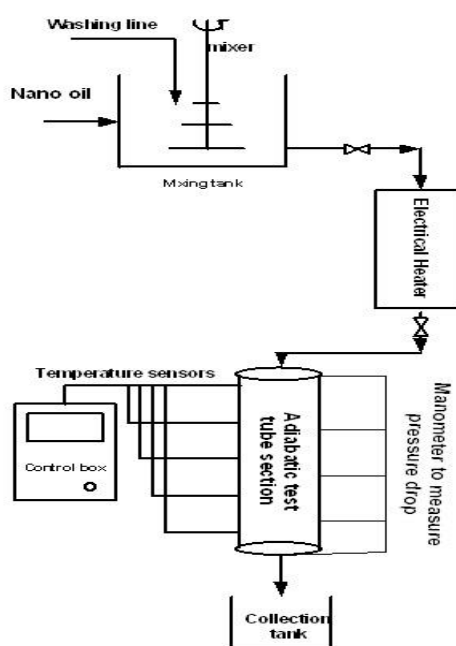 Washing line
mixer
Nano oil
Mxing tank
Electrical Heater
Temperature sensors
Control box
Adiabatic test
tube section
Manometer to measure
pressure drop
Collection
tank